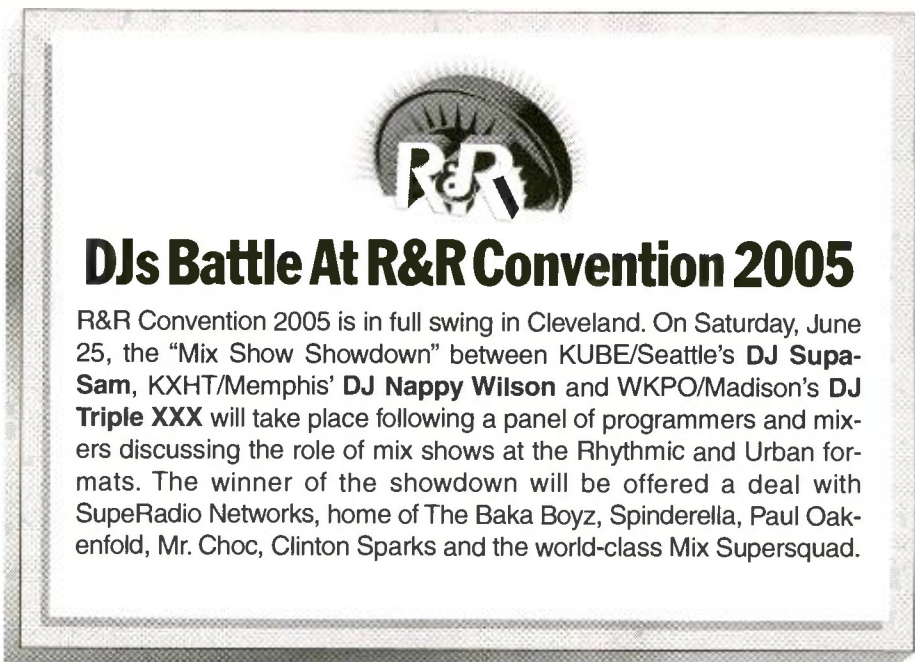 R&R
DJs Battle At R&R Convention 2005
R&R Convention 2005 is in full swing in Cleveland. On Saturday, June
25, the “Mix Show Showdown” between KUBE/Seattle's DJ Supa-
Sam, KXHT/Memphis' DJ Nappy Wilson and WKPO/Madison's DJ
Triple XXX will take place following a panel of programmers and mix-
ers discussing the role of mix shows at the Rhythmic and Urban for-
mats. The winner of the showdown will be offered a deal with
SupeRadio Networks, home of The Baka Boyz, Spinderella, Paul Oak-
enfold, Mr. Choc, Clinton Sparks and the world-class Mix Supersquad.